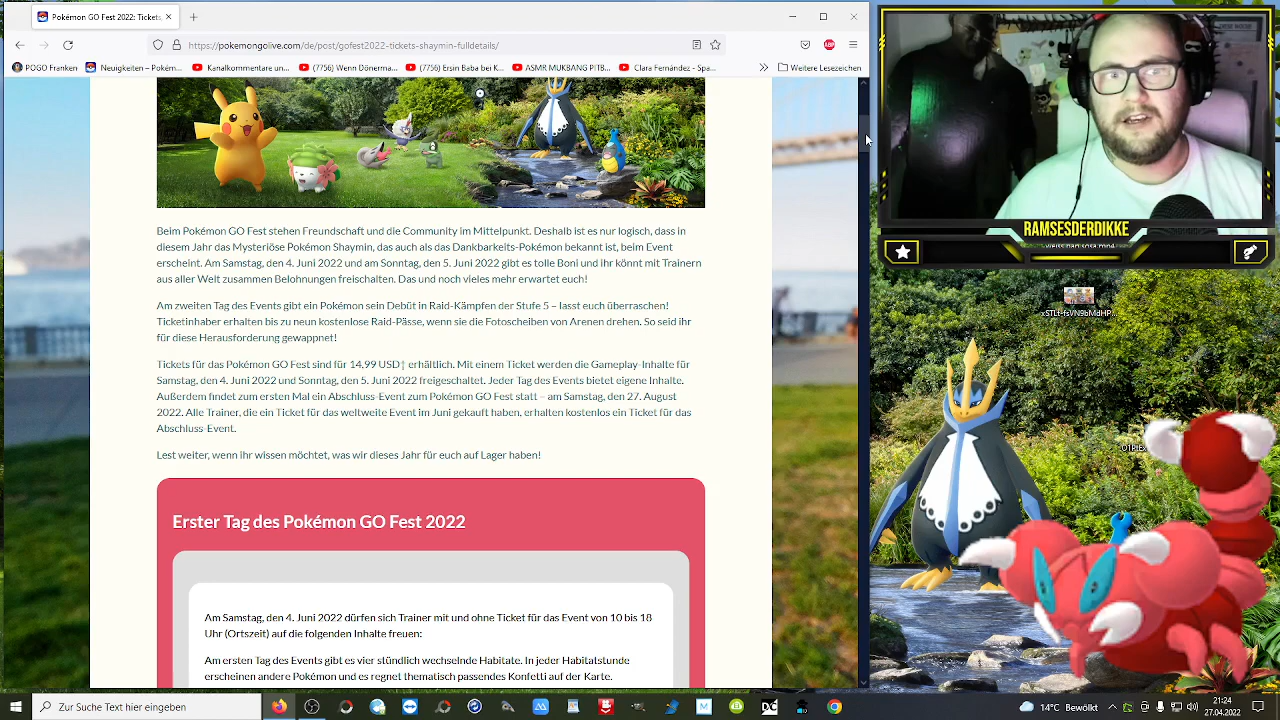 Pokémon GO Fest 2022: Tickets
https://pokemongolive.com/de/post/gofest2022-tickets-shaymin-fulldetails/
ABP
POGO Franken
Neuigkeiten – Pokém...
Kanalkommentare un...
(7756) Wenn Dönerma...
(7756) Ersin Baba bei K...
ASMR MUKBANG PITB...
Clara Fernández - Spa...
Weitere Lesezeichen
Beim Pokémon GO Fest stehen Freundschaften und die Community im Mittelpunkt. Deshalb ist es nur logisch, dass in
diesem Jahr das Mysteriöse Pokémon Shaymin, das auch als das Dankbarkeits-Pokémon bekannt ist, beim Event
erscheint. Am Samstag, den 4. Juni 2022 und am Sonntag, den 5. Juni 2022 gibt es tolle Boni und ihr könnt mit Trainern
aus aller Welt zusammen Belohnungen freischalten. Das und noch vieles mehr erwartet euch!
Am zweiten Tag des Events gibt ein Pokémon sein Debüt in Raid-Kämpfen der Stufe 5 – lasst euch überraschen!
Ticketinhaber erhalten bis zu neun kostenlose Raid-Pässe, wenn sie die Fotoscheiben von Arenen drehen. So seid ihr
für diese Herausforderung gewappnet!
Tickets für das Pokémon GO Fest sind für 14,99 USD† erhältlich. Mit einem Ticket werden die Gameplay-Inhalte für
Samstag, den 4. Juni 2022 und Sonntag, den 5. Juni 2022 freigeschaltet. Jeder Tag des Events bietet eigene Inhalte.
Außerdem findet zum ersten Mal ein Abschluss-Event zum Pokémon GO Fest statt – am Samstag, den 27. August
2022. Alle Trainer, die ein Ticket für das weltweite Event im Juni gekauft haben, erhalten kostenlos ein Ticket für das
Abschluss-Event.
Lest weiter, wenn ihr wissen möchtet, was wir dieses Jahr für euch auf Lager haben!
Erster Tag des Pokémon GO Fest 2022
Am Samstag, den 4. Juni 2022 dürfen sich Trainer mit und ohne Ticket für das Event von 10 bis 18
Uhr (Ortszeit) auf die folgenden Inhalte freuen:
Am ersten Tag des Events gibt es vier stündlich wechselnde Habitate. In jeder Habitatstunde
erscheinen andere Pokémon und es regnet thematisch passendes Konfetti auf der Karte.
RAMSESDERDIKKE
xSTLt-fsVN9bMdHP...
Zur Suche Text hier eingeben
14°C Bewölkt
21:24
27.04.2022